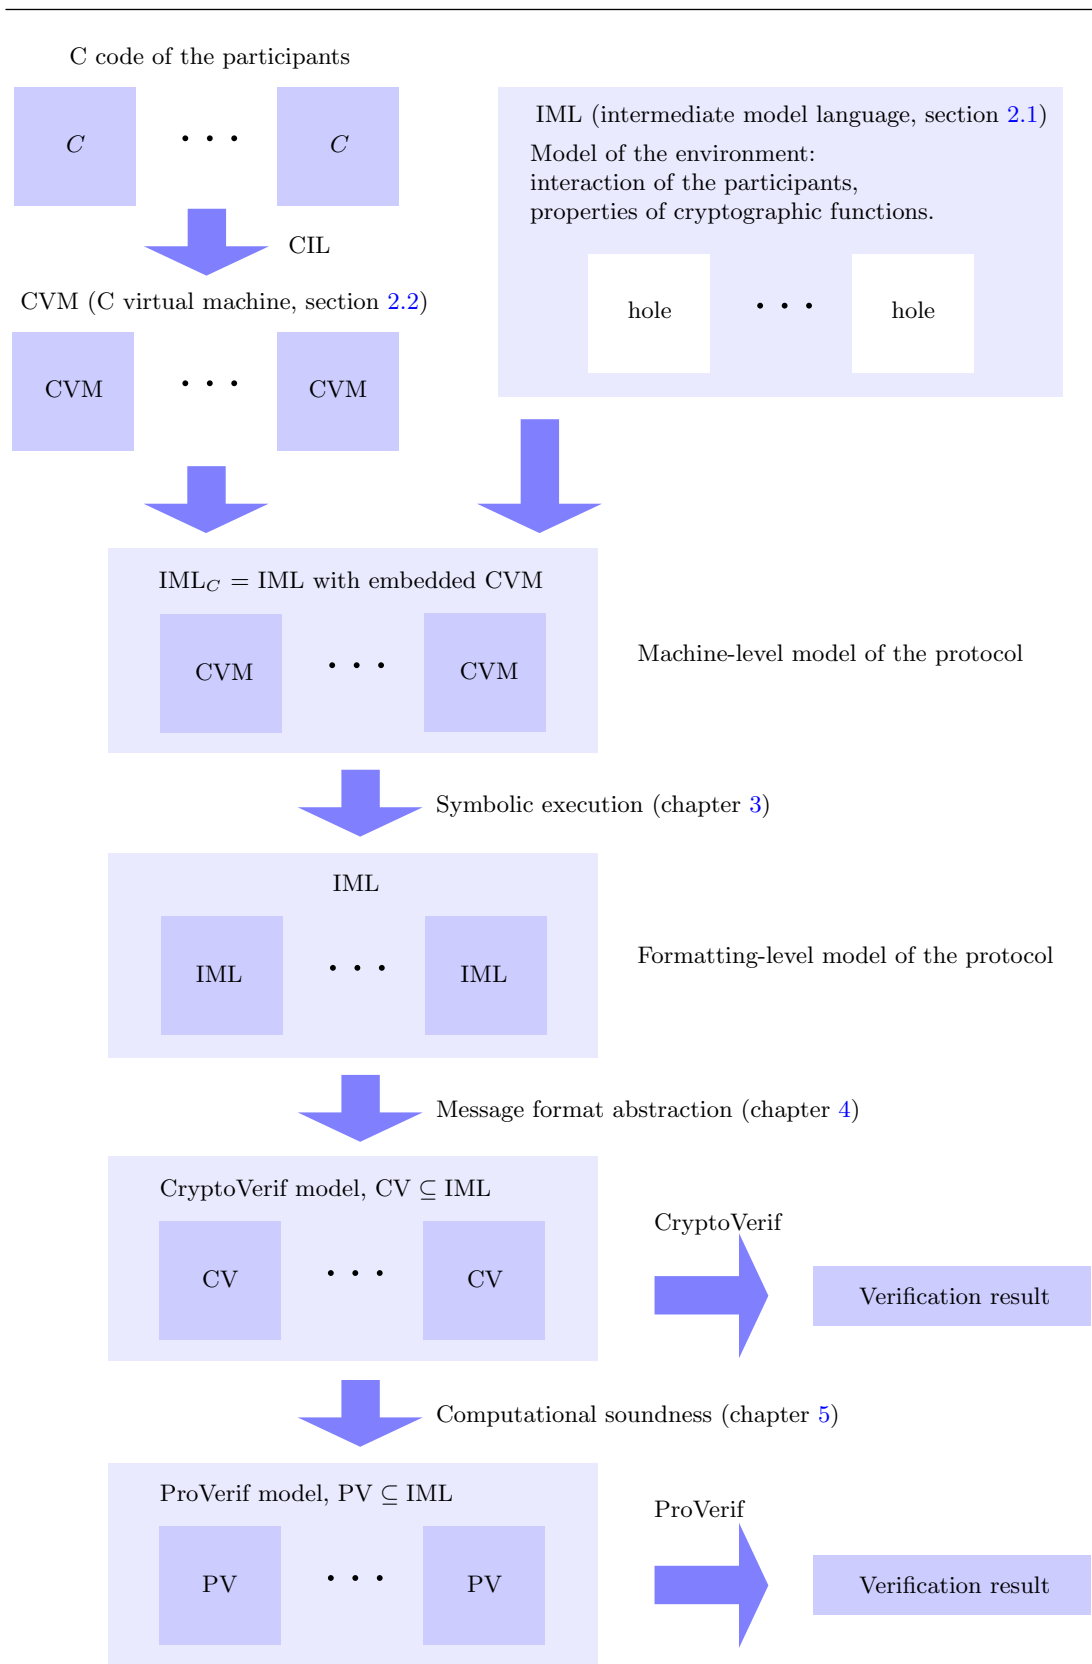 C code of the participants
C
C
CIL
CVM (C virtual machine, section 2.2)
CVM
CVM
IML (intermediate model language, section 2.1)
Model of the environment:
interaction of the participants,
properties of cryptographic functions.
hole
hole
IML_C = IML with embedded CVM
CVM
CVM
Machine-level model of the protocol
Symbolic execution (chapter 3)
IML
IML
IML
Formatting-level model of the protocol
Message format abstraction (chapter 4)
CryptoVerif model, CV ⊆ IML
CV
CV
CryptoVerif
Verification result
Computational soundness (chapter 5)
ProVerif model, PV ⊆ IML
PV
PV
ProVerif
Verification result